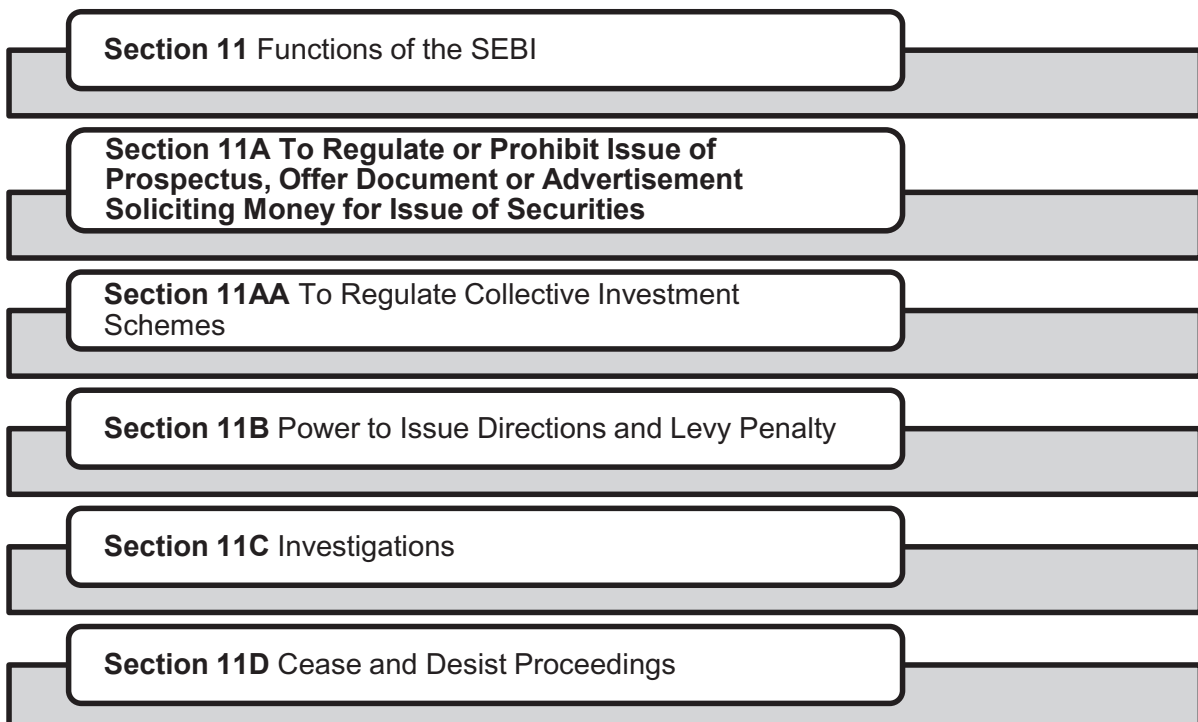 Section 11 Functions of the SEBI
Section 11A To Regulate or Prohibit Issue of
Prospectus, Offer Document or Advertisement
Soliciting Money for Issue of Securities
Section 11AA To Regulate Collective Investment
Schemes
Section 11B Power to Issue Directions and Levy Penalty
Section 11C Investigations
Section 11D Cease and Desist Proceedings